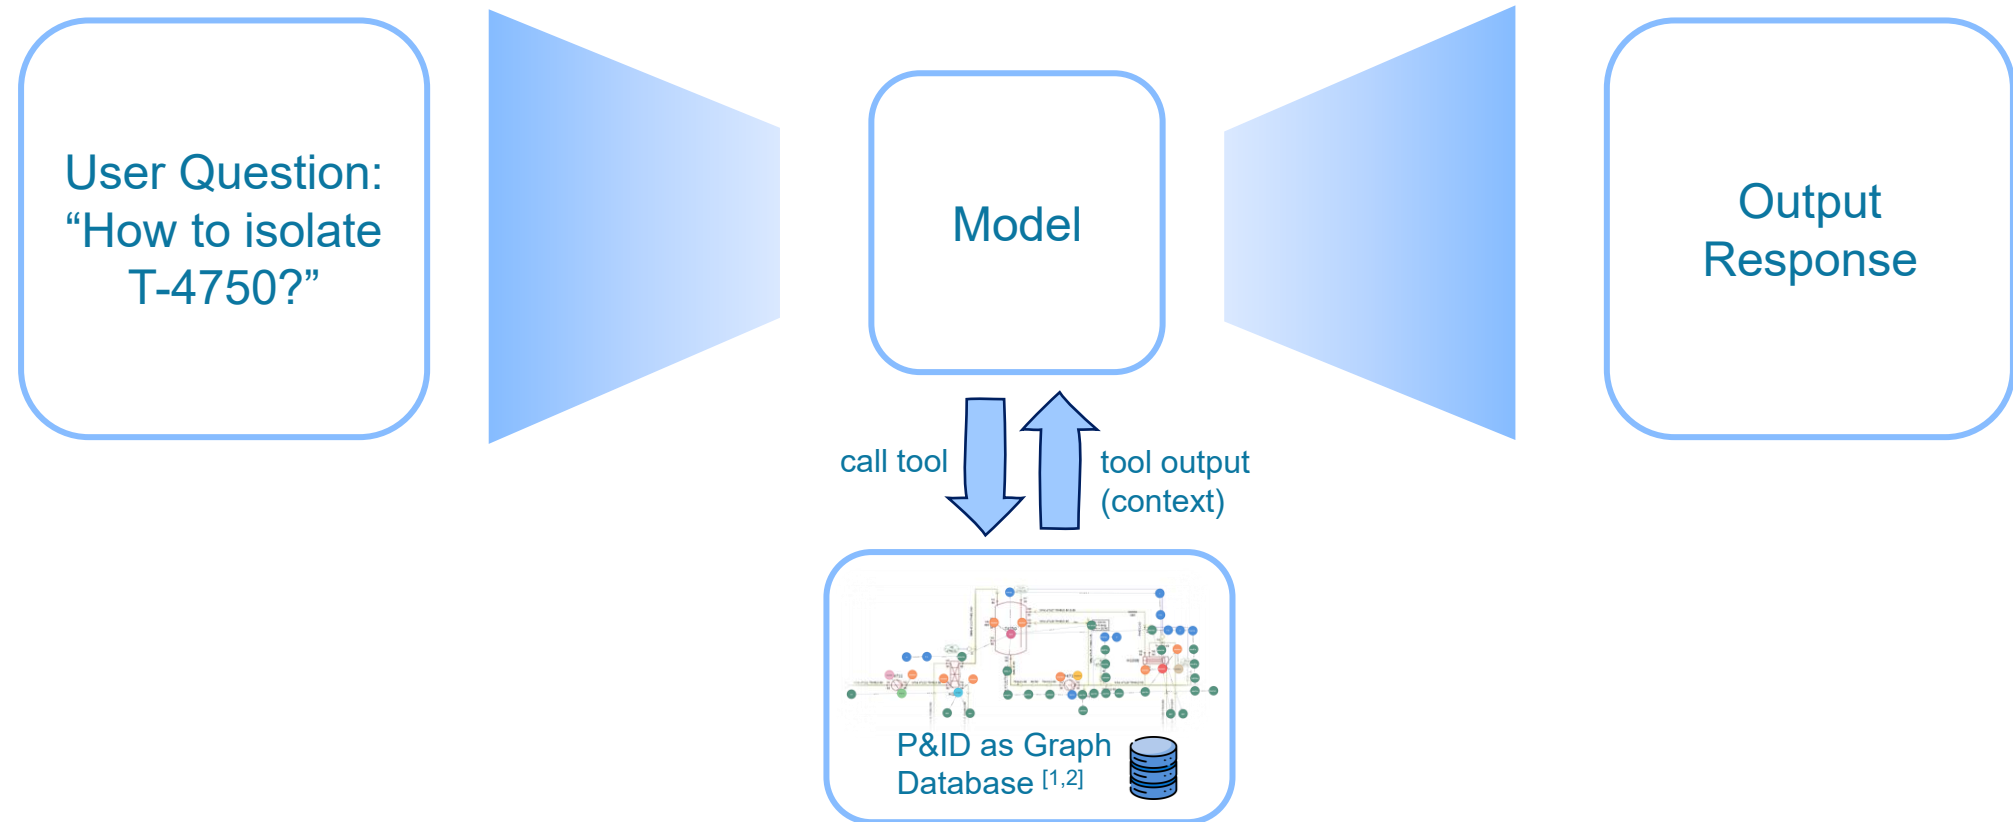 User Question:
“How to isolate
T-4750?”
Model
Output
Response
call tool
tool output
(context)
P&ID as Graph
Database [1,2]